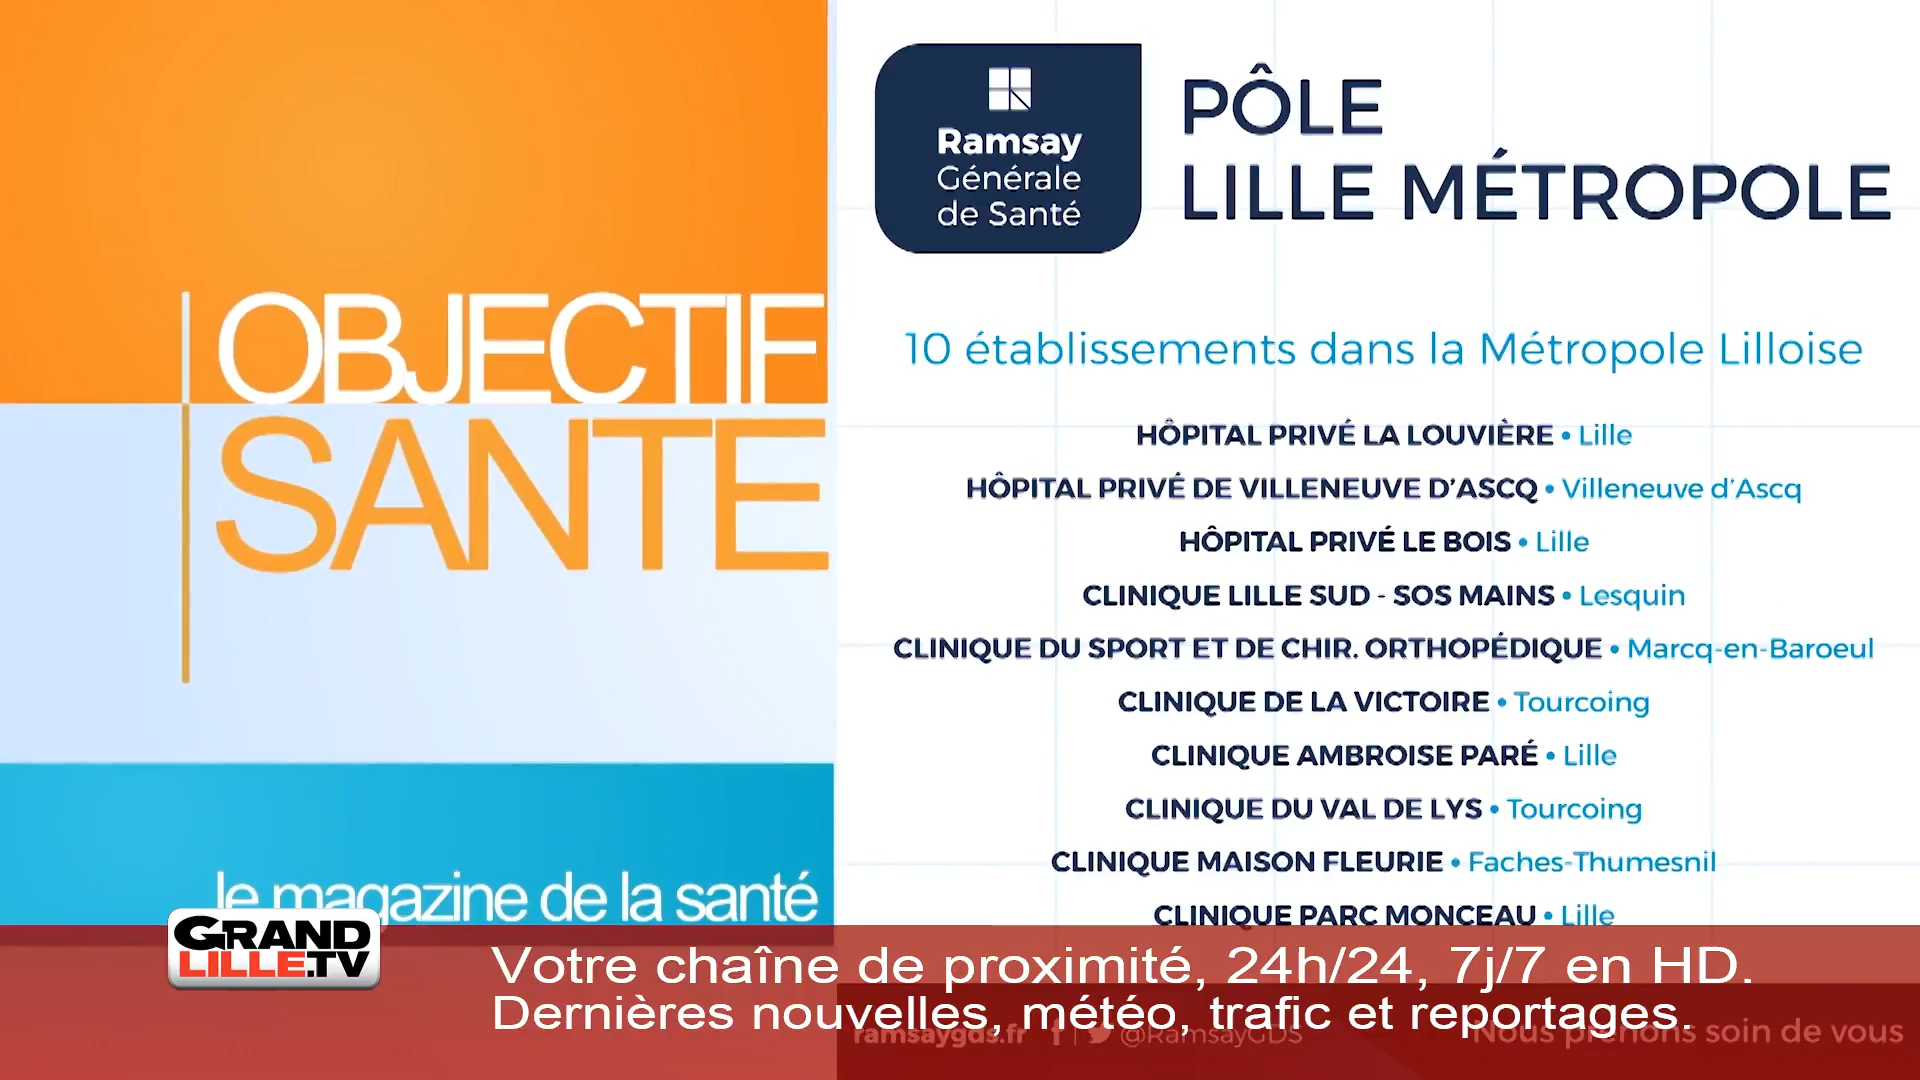 OBJECTIF
SANTE
le magazine de la santé
Ramsay
Générale
de Santé
PÔLE
LILLE MÉTROPOLE
10 établissements dans la Métropole Lilloise
HÔPITAL PRIVÉ LA LOUVIÈRE • Lille
HÔPITAL PRIVÉ DE VILLENEUVE D’ASCQ • Villeneuve d’Ascq
HÔPITAL PRIVÉ LE BOIS • Lille
CLINIQUE LILLE SUD - SOS MAINS • Lesquin
CLINIQUE DU SPORT ET DE CHIR. ORTHOPÉDIQUE • Marcq-en-Baroeul
CLINIQUE DE LA VICTOIRE • Tourcoing
CLINIQUE AMBROISE PARÉ • Lille
CLINIQUE DU VAL DE LYS • Tourcoing
CLINIQUE MAISON FLEURIE • Faches-Thumesnil
CLINIQUE PARC MONCEAU • Lille
GRAND
LILLE.TV
Votre chaîne de proximité, 24h/24, 7j/7 en HD.
Dernières nouvelles, météo, trafic et reportages.
ramsaygds.fr f | @RamsayGDS
Nous prenons soin de vous